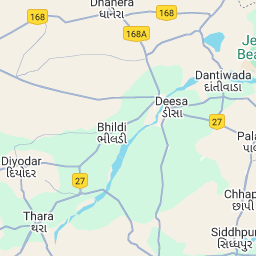 Dhanera
ધાનેરા
168
168
168A
Je
Bea
Dantiwada
દાંતીવાડા
Deesa
ડીસા
27
Bhildi
ભીલડી
Pala
પા
Diyodar
દિયોદર
27
Chhap
છાપી
Thara
થરા
Siddhpur
સિધ્ધપુર